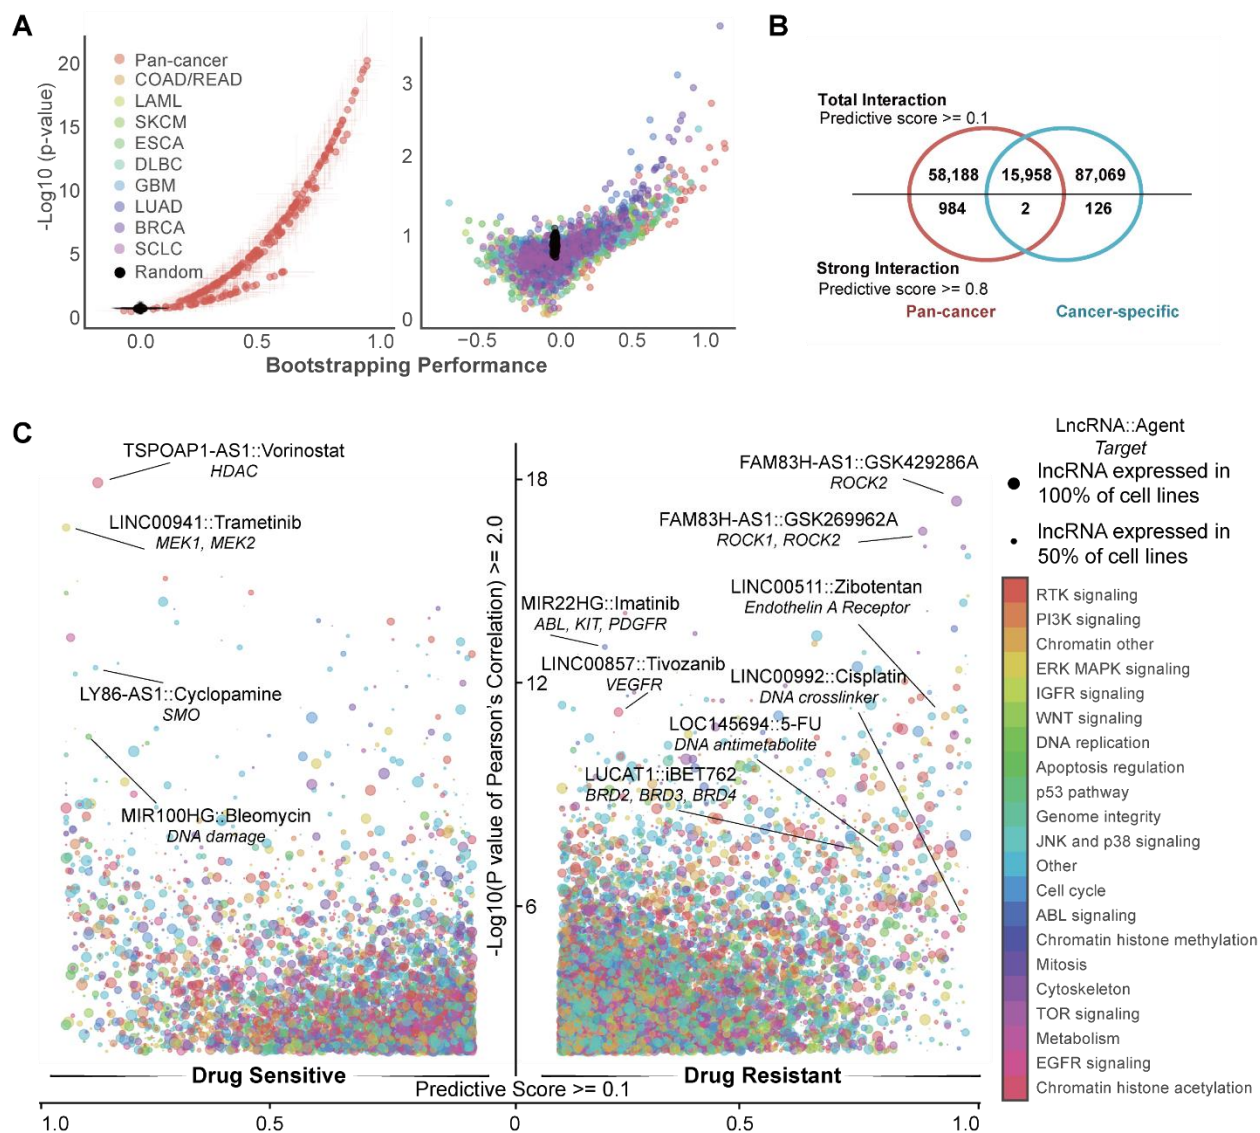 A
-Log10 (p-value)
20
15
10
5
0
Pan-cancer
COAD/READ
LAML
SKCM
ESCA
DLBC
GBM
LUAD
BRCA
SCLC
Random
0.0
0.5
1.0
3
2
1
0
−0.5
0.0
0.5
1.0
Bootstrapping Performance
B
Total Interaction
Predictive score >= 0.1
58,188
15,958
87,069
984
2
126
Strong Interaction
Predictive score >= 0.8
Pan-cancer
Cancer-specific
C
TSPOAP1-AS1::Vorinostat
HDAC
LINC00941::Trametinib
MEK1, MEK2
LY86-AS1::Cyclopamine
SMO
MIR100HG::Bleomycin
DNA damage
-Log10(P value of Pearson's Correlation) >= 2.0
18
12
6
FAM83H-AS1::GSK429286A
ROCK2
FAM83H-AS1::GSK269962A
ROCK1, ROCK2
LINC00511::Zibotentan
Endothelin A Receptor
MIR22HG::Imatinib
ABL, KIT, PDGFR
LINC00857::Tivozanib
VEGFR
LINC00992::Cisplatin
DNA crosslinker
LOC145694::5-FU
DNA antimetabolite
LUCAT1::iBET762
BRD2, BRD3, BRD4
LncRNA::Agent
Target
lncRNA expressed in
100% of cell lines
lncRNA expressed in
50% of cell lines
RTK signaling
PI3K signaling
Chromatin other
ERK MAPK signaling
IGFR signaling
WNT signaling
DNA replication
Apoptosis regulation
p53 pathway
Genome integrity
JNK and p38 signaling
Other
Cell cycle
ABL signaling
Chromatin histone methylation
Mitosis
Cytoskeleton
TOR signaling
Metabolism
EGFR signaling
Chromatin histone acetylation
Drug Sensitive
Drug Resistant
Predictive Score >= 0.1
1.0
0.5
0
0.5
1.0